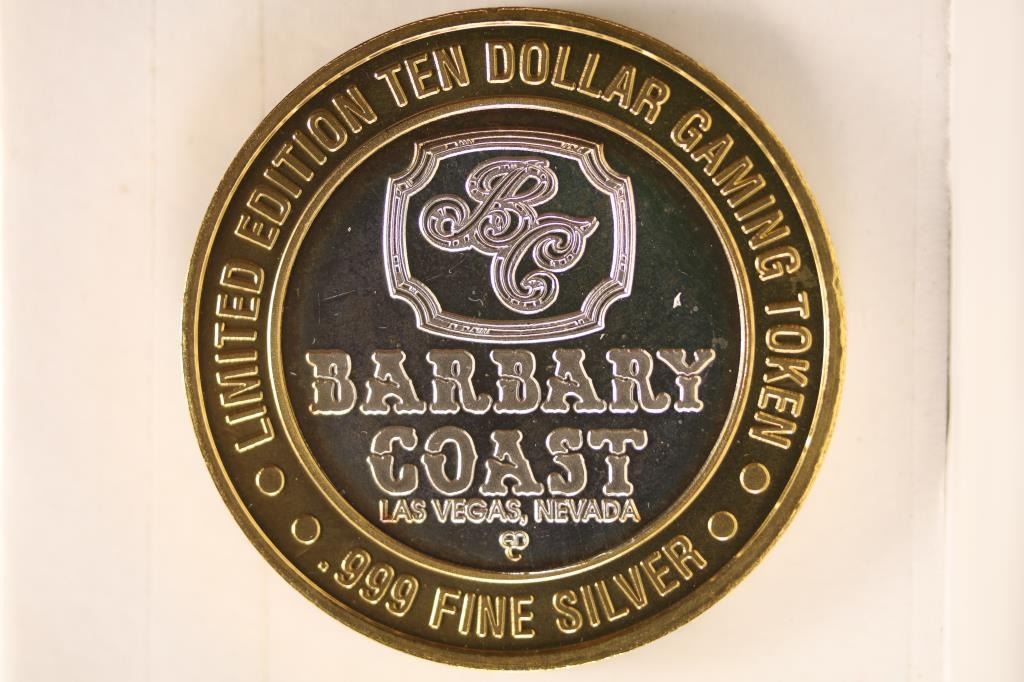 LIMITED EDITION TEN DOLLAR GAMING TOKEN
BC
BARBARY
COAST
LAS VEGAS, NEVADA
.999 FINE SILVER